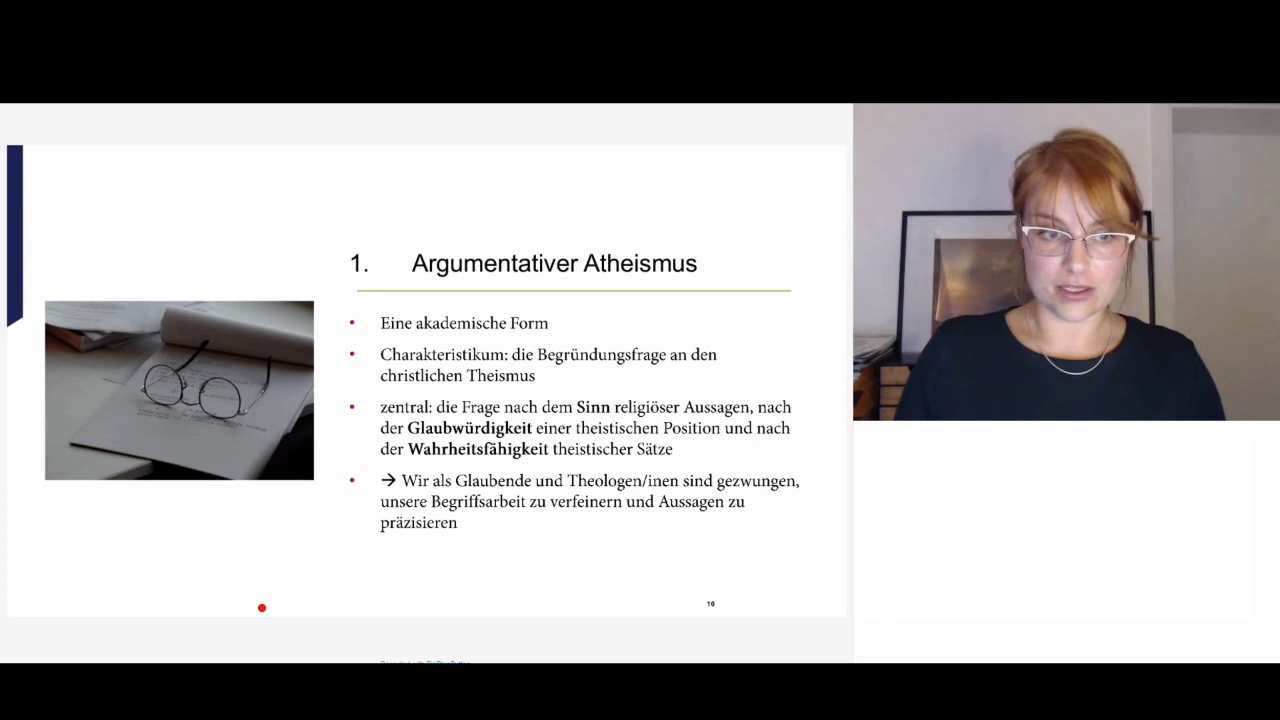 1. Argumentativer Atheismus
• Eine akademische Form
• Charakteristikum: die Begründungsfrage an den
christlichen Theismus
• zentral: die Frage nach dem Sinn religiöser Aussagen, nach
der Glaubwürdigkeit einer theistischen Position und nach
der Wahrheitsfähigkeit theistischer Sätze
• → Wir als Glaubende und Theologen/inen sind gezwungen,
unsere Begriffsarbeit zu verfeinern und Aussagen zu
präzisieren
10